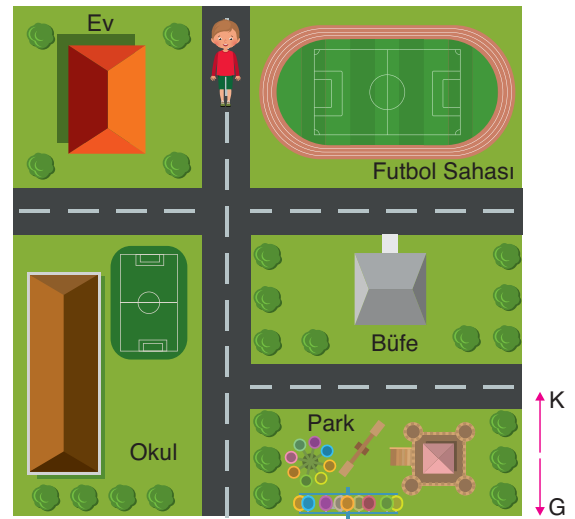 Ev
Futbol Sahası
Büfe
K
Park
Okul
G